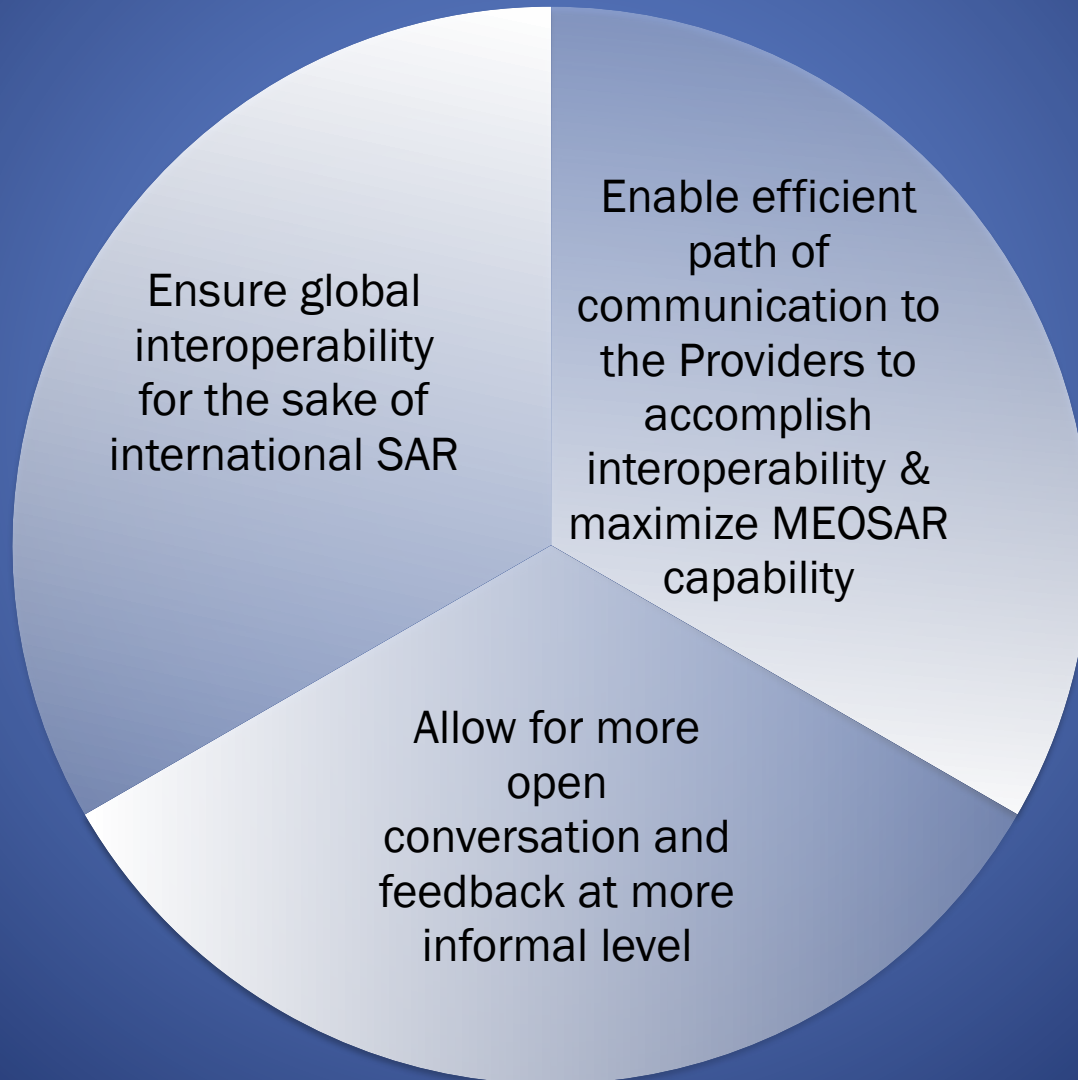 Ensure global
interoperability
for the sake of
international SAR
Enable efficient
path of
communication to
the Providers to
accomplish
interoperability &
maximize MEOSAR
capability
Allow for more
open
conversation and
feedback at more
informal level